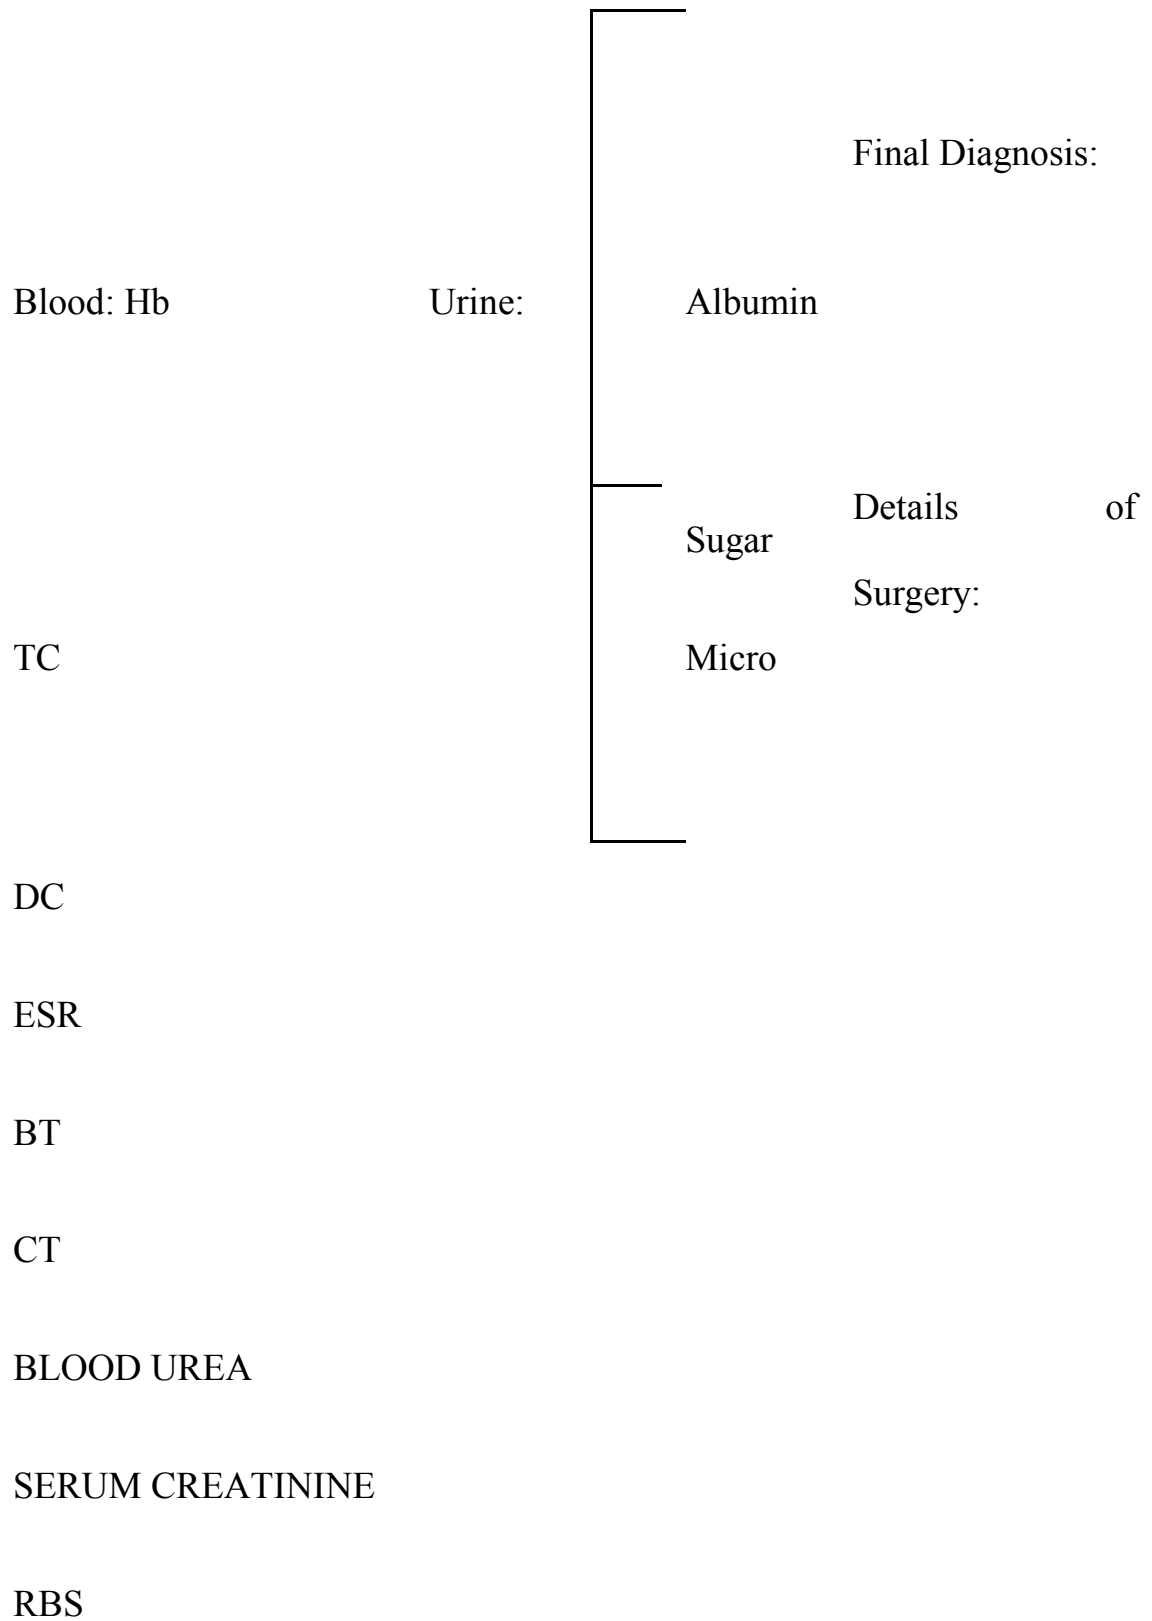 Final Diagnosis:
Blood: Hb Urine: Albumin
Details of
Sugar
Surgery:
TC Micro
DC
ESR
BT
CT
BLOOD UREA
SERUM CREATININE
RBS